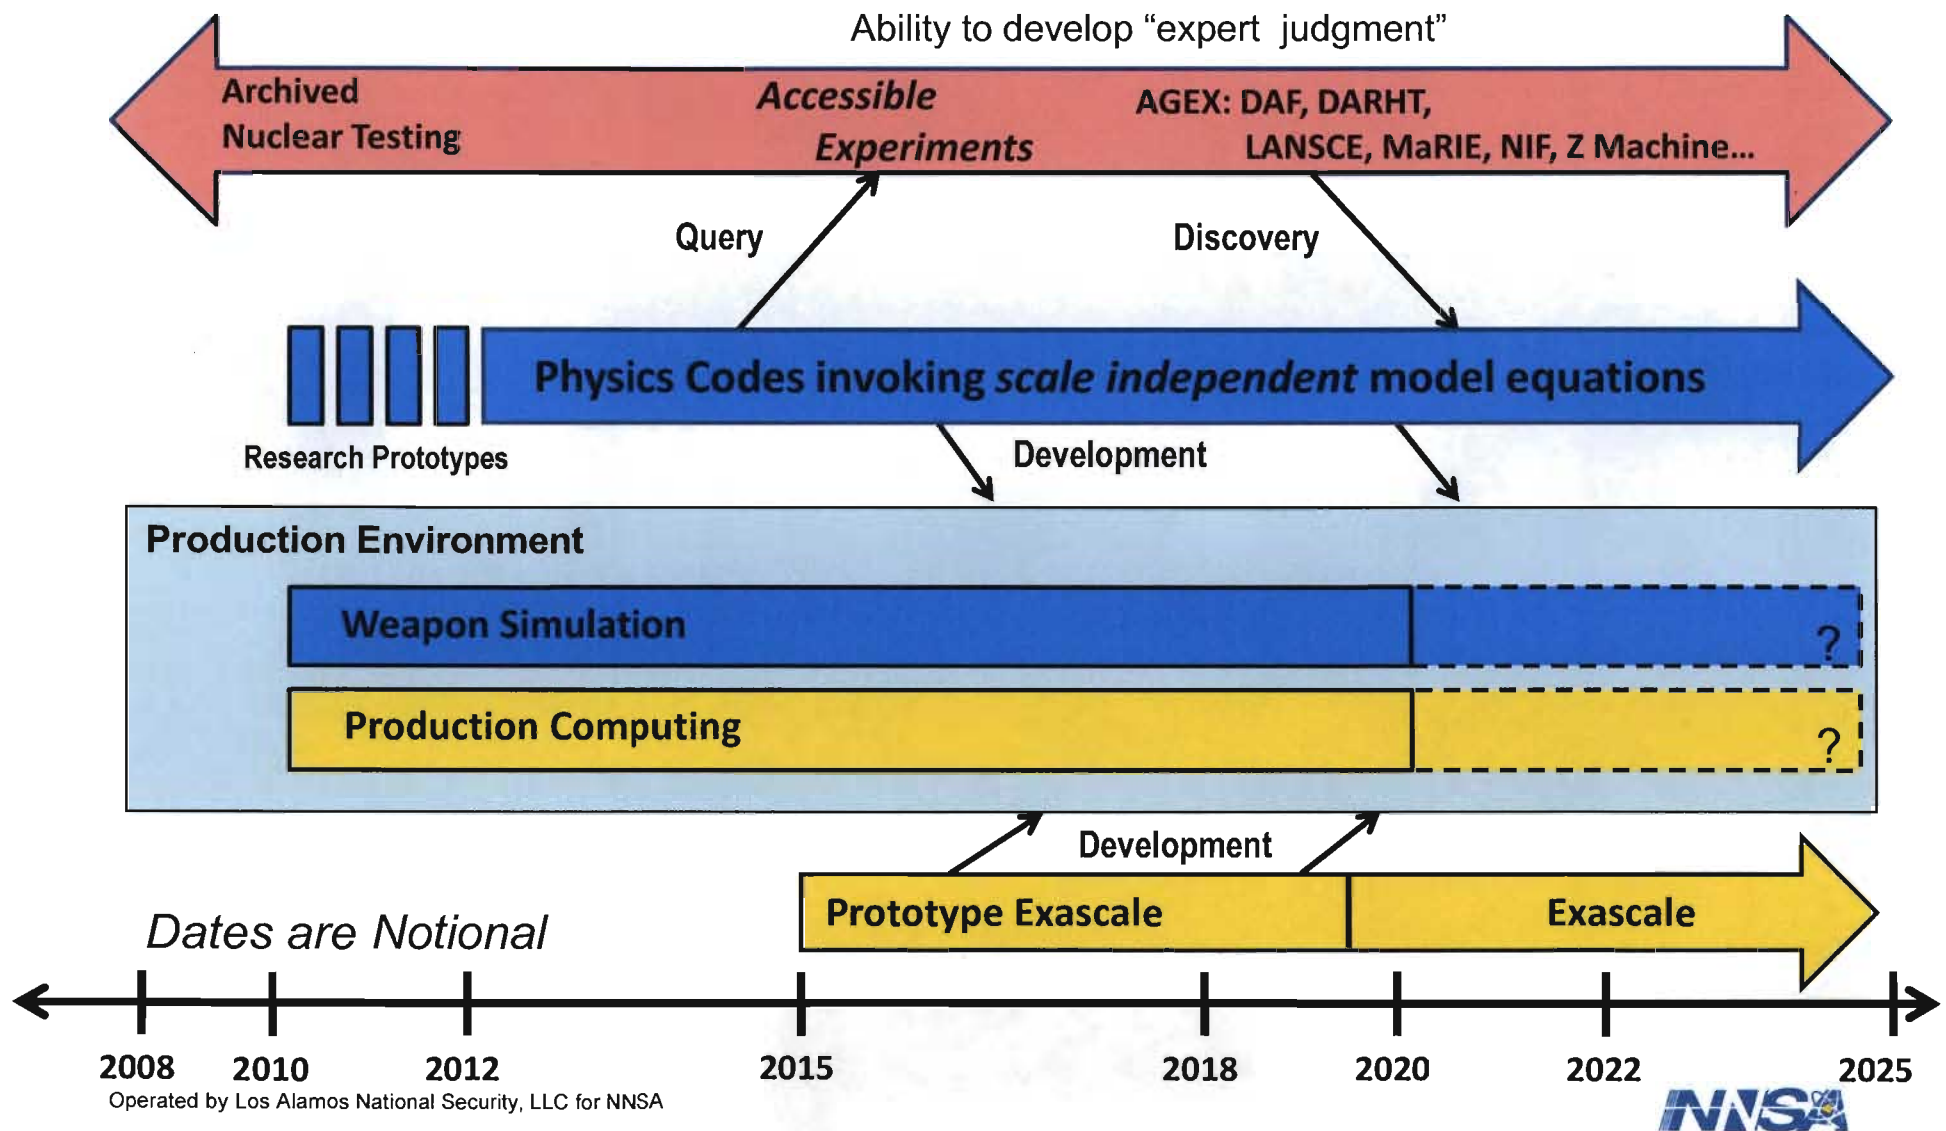 Ability to develop “expert judgment”
Archived
Nuclear Testing
Accessible
Experiments
AGEX: DAF, DARHT,
LANSCE, MaRIE, NIF, Z Machine...
Query
Discovery
Physics Codes invoking scale independent model equations
Research Prototypes
Development
Production Environment
Weapon Simulation
?
Production Computing
?
Development
Prototype Exascale
Exascale
Dates are Notional
2008
2010
2012
2015
2018
2020
2022
2025
Operated by Los Alamos National Security, LLC for NNSA
NNSA